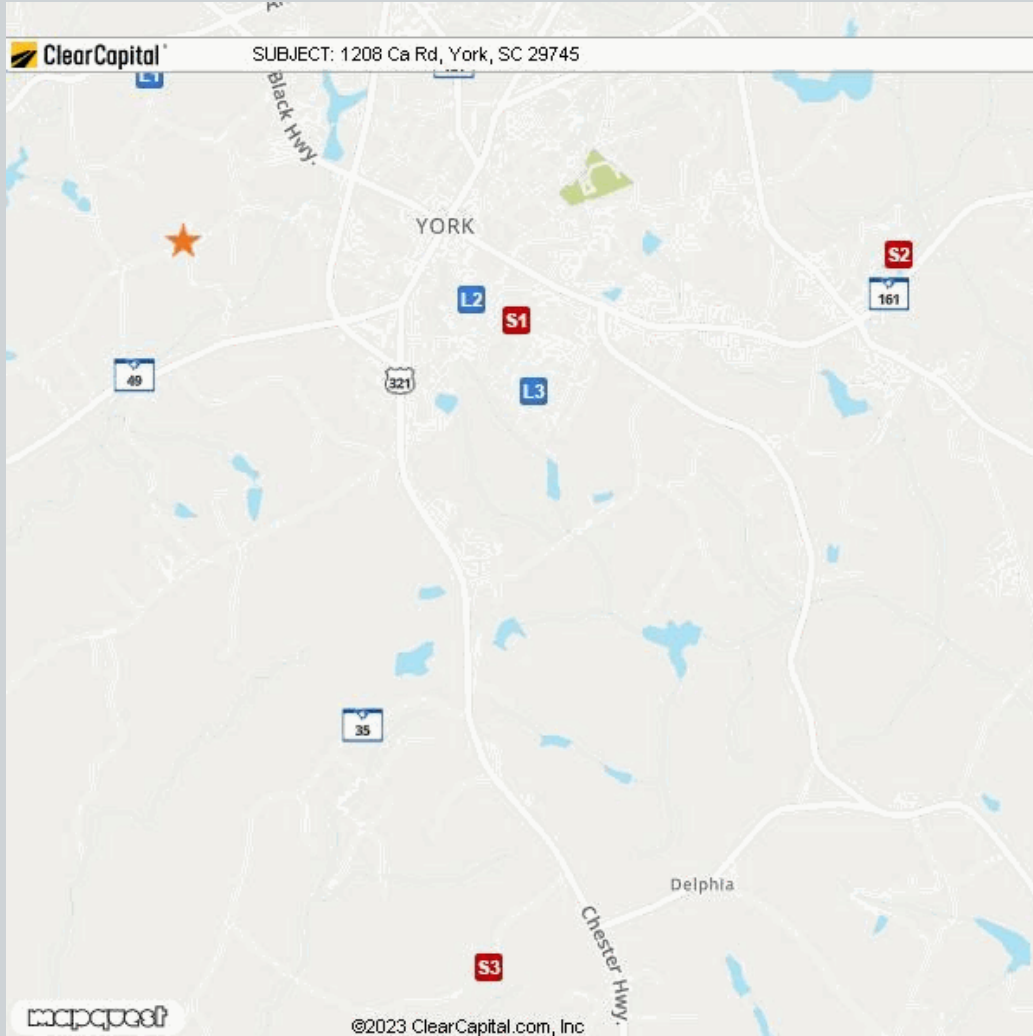 ClearCapital SUBJECT: 1208 Ca Rd, York, SC 29745
L1
Black Hwy.
YORK
S2
161
L2
S1
49
321
L3
35
Delphia
Chester Hwy.
S3
mapquest
©2023 ClearCapital.com, Inc